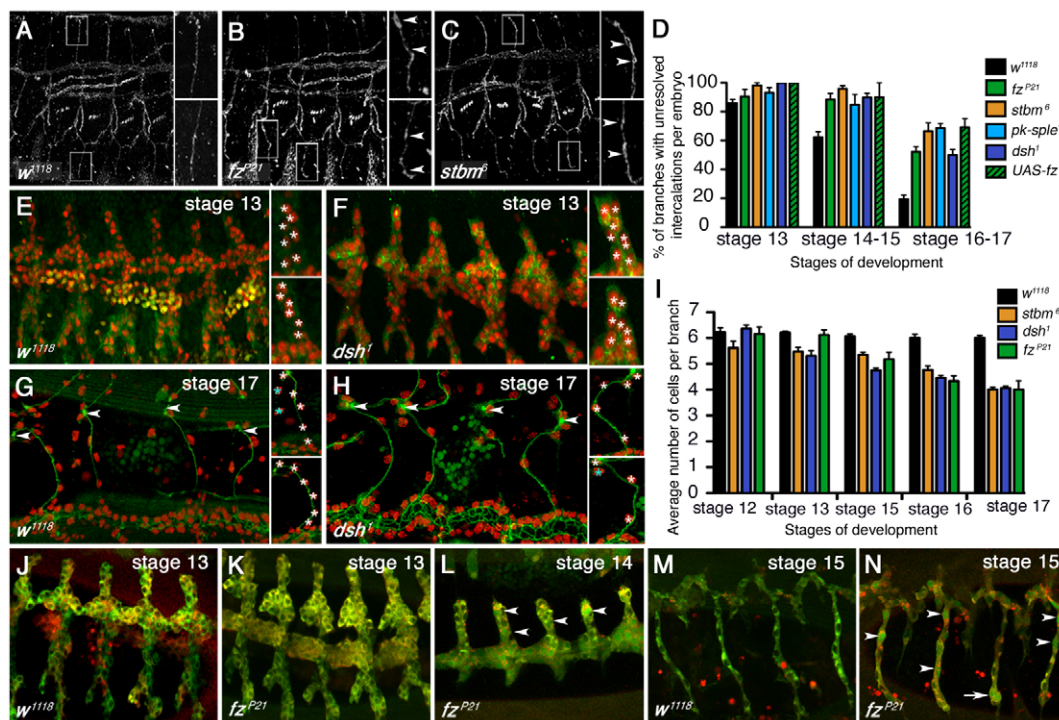 A
w1118
B
fzP21
C
stbm6
D
% of branches with unresolved
intercalations per embryo
100
80
60
40
20
0
stage 13
stage 14-15
stage 16-17
Stages of development
w1118
fzP21
stbm6
pk-sple
dsh1
UAS-fz
E
stage 13
w1118
F
stage 13
dsh1
G
stage 17
w1118
H
stage 17
dsh1
I
Average number of cells per branch
7
6
5
4
3
2
1
0
stage 12
stage 13
stage 15
stage 16
stage 17
Stages of development
w1118
stbm6
dsh1
fzP21
J
stage 13
w1118
K
stage 13
fzP21
L
stage 14
fzP21
M
stage 15
w1118
N
stage 15
fzP21